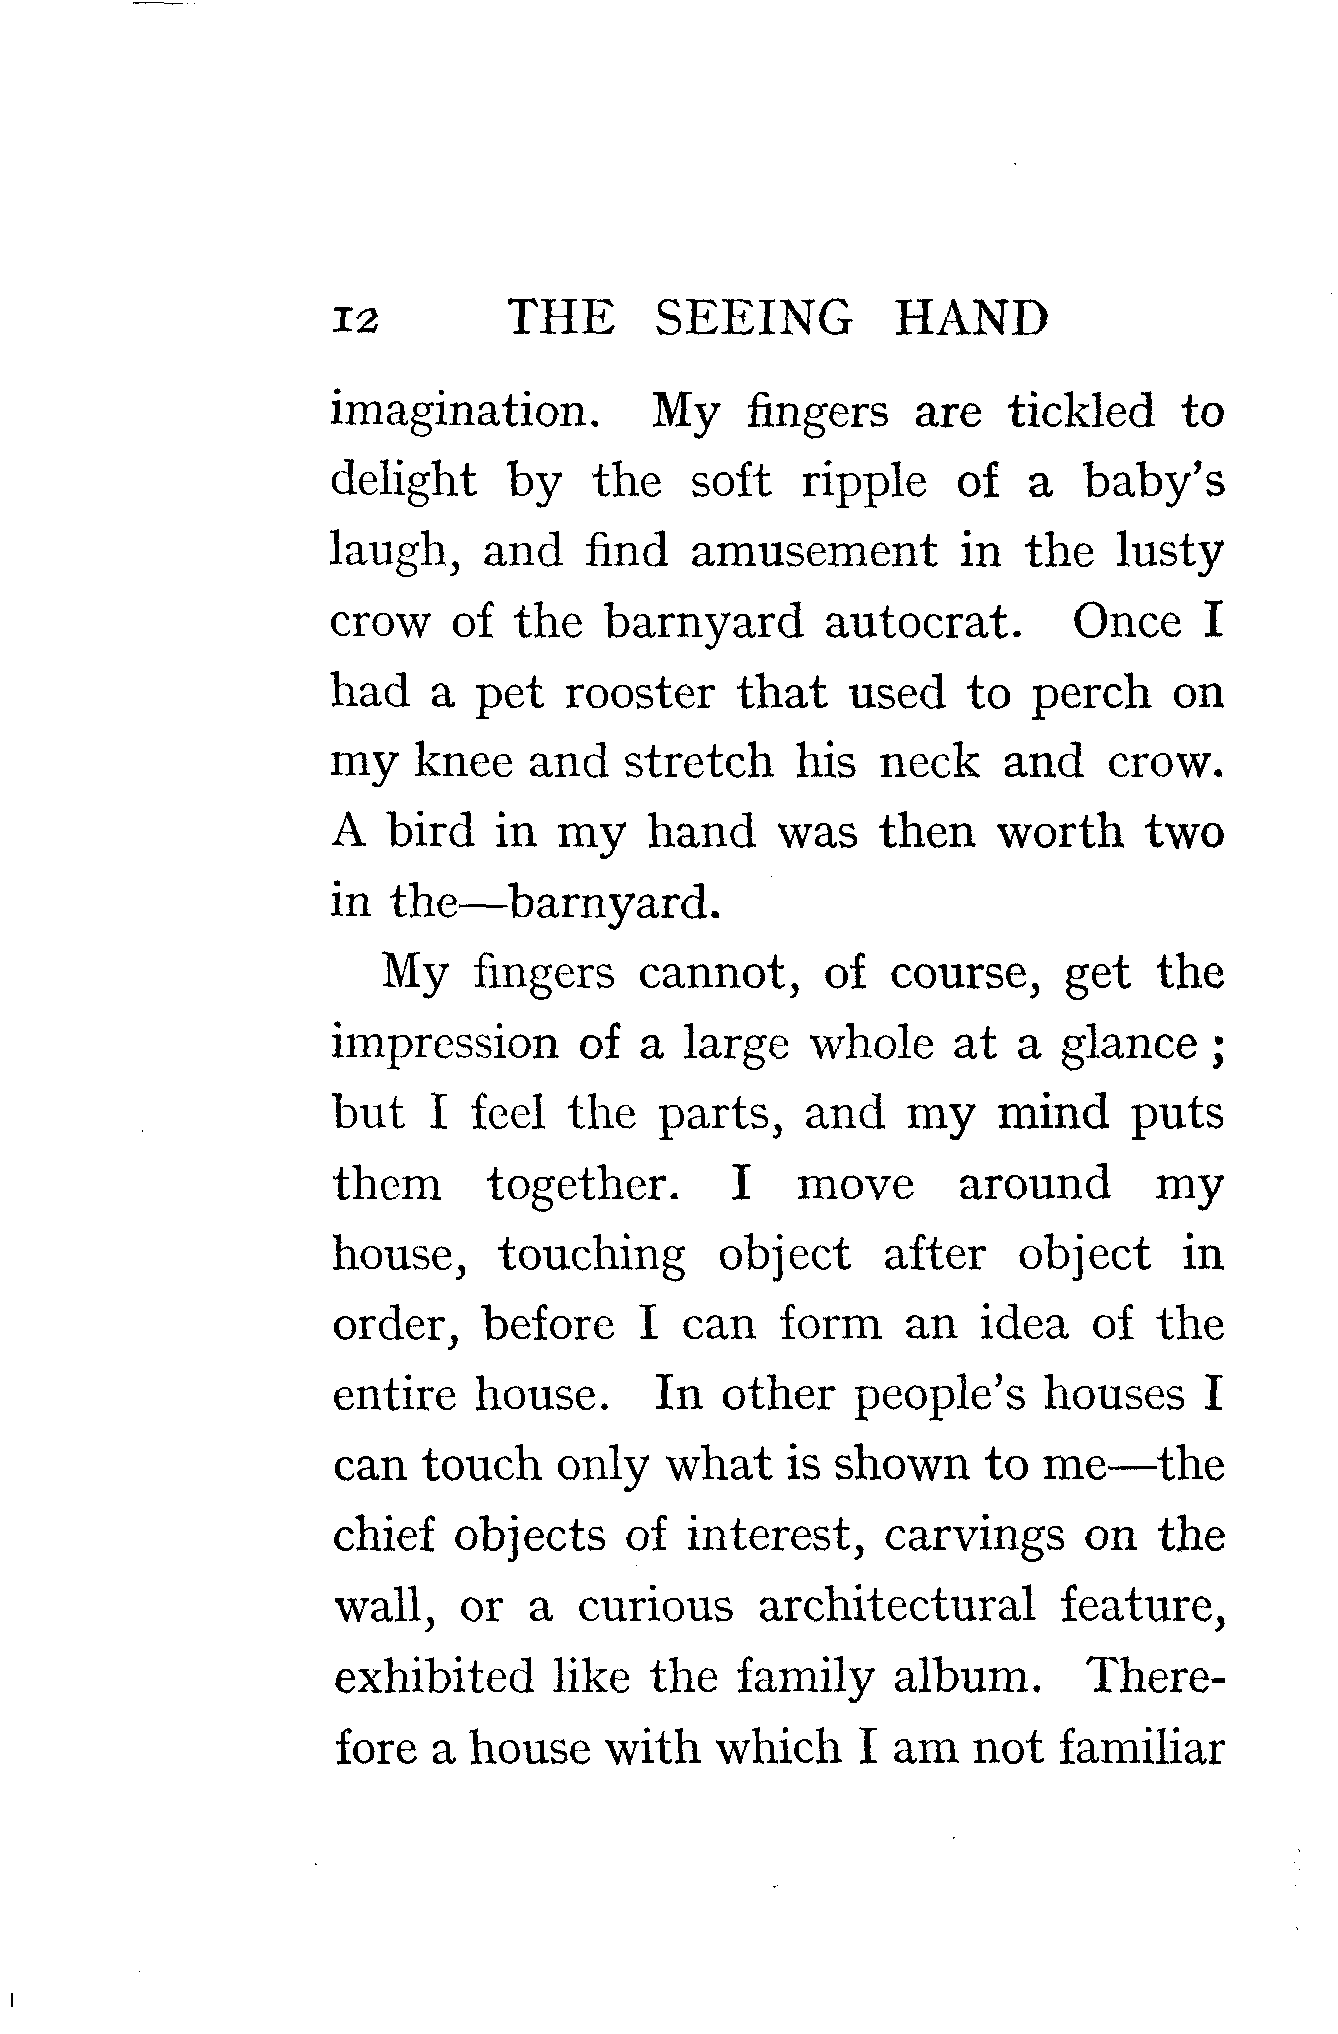 12 THE SEEING HAND
imagination. My fingers are tickled to
delight by the soft ripple of a baby's
laugh, and find amusement in the lusty
crow of the barnyard autocrat. Once I
had a pet rooster that used to perch on
my knee and stretch his neck and crow.
A bird in my hand was then worth two
in the—barnyard.
My fingers cannot, of course, get the
impression of a large whole at a glance ;
but I feel the parts, and my mind puts
them together. I move around my
house, touching object after object in
order, before I can form an idea of the
entire house. In other people's houses I
can touch only what is shown to me—the
chief objects of interest, carvings on the
wall, or a curious architectural feature,
exhibited like the family album. There-
fore a house with which I am not familiar